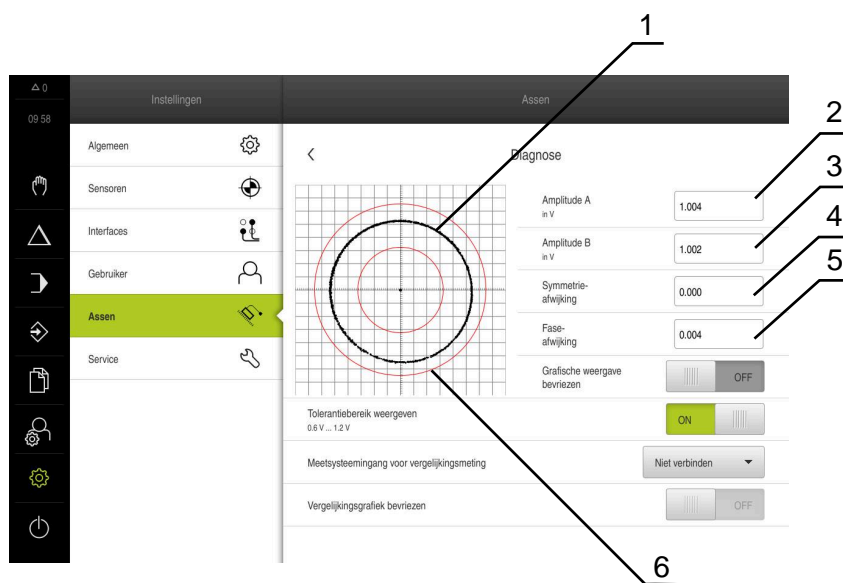 1
△ 0
Instellingen
Assen
09 58
2
Algemeen
Diagnose
3
Sensoren
Amplitude A
in V
1.004
4
Interfaces
Amplitude B
in V
1.002
5
Gebruiker
Symmetrie-
afwijking
0.000
Assen
Fase-
afwijking
0.004
Service
Grafische weergave
bevriezen
OFF
Tolerantiebereik weergeven
0.6 V ... 1.2 V
ON
Meetsysteemingang voor vergelijkingsmeting
Niet verbinden
Vergelijkingsgrafiek bevriezen
OFF
6